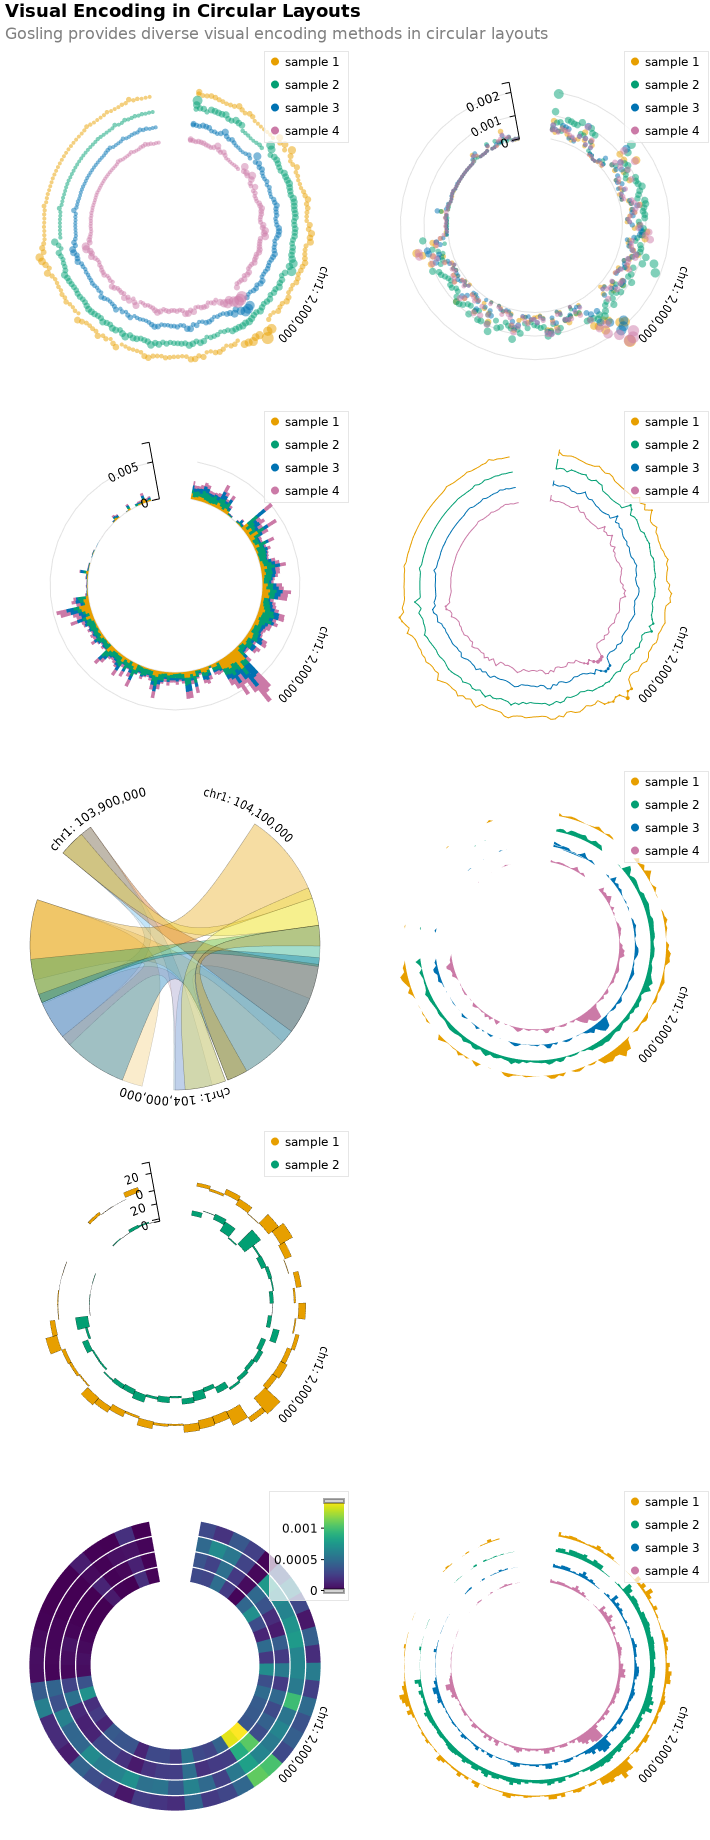 Visual Encoding in Circular Layouts
Gosling provides diverse visual encoding methods in circular layouts
sample 1
sample 2
sample 3
sample 4
chr1: 2,000,000
sample 1
sample 2
sample 3
sample 4
0.002
0.001
0
chr1: 2,000,000
sample 1
sample 2
sample 3
sample 4
0.005
0
chr1: 2,000,000
sample 1
sample 2
sample 3
sample 4
chr1: 2,000,000
chr1: 103,900,000
chr1: 104,100,000
chr1: 104,000,000
sample 1
sample 2
sample 3
sample 4
chr1: 2,000,000
sample 1
sample 2
20
0
20
0
chr1: 2,000,000
0.001
0.0005
0
chr1: 2,000,000
sample 1
sample 2
sample 3
sample 4
chr1: 2,000,000